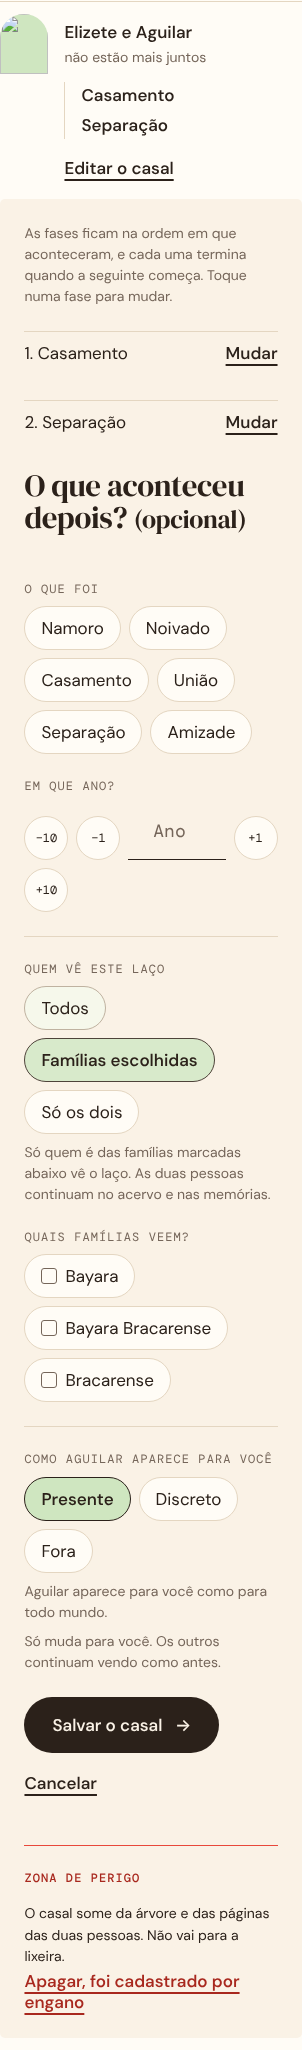 Elizete e Aguilar
não estão mais juntos
Casamento
Separação
Editar o casal
As fases ficam na ordem em que
aconteceram, e cada uma termina
quando a seguinte começa. Toque
numa fase para mudar.
1. Casamento Mudar
2. Separação Mudar
O que aconteceu
depois? (opcional)
O QUE FOI
Namoro Noivado
Casamento União
Separação Amizade
EM QUE ANO?
−10 −1 Ano +1
+10
QUEM VÊ ESTE LAÇO
Todos
Famílias escolhidas
Só os dois
Só quem é das famílias marcadas
abaixo vê o laço. As duas pessoas
continuam no acervo e nas memórias.
QUAIS FAMÍLIAS VEEM?
Bayara
Bayara Bracarense
Bracarense
COMO AGUILAR APARECE PARA VOCÊ
Presente Discreto
Fora
Aguilar aparece para você como para
todo mundo.
Só muda para você. Os outros
continuam vendo como antes.
Salvar o casal →
Cancelar
ZONA DE PERIGO
O casal some da árvore e das páginas
das duas pessoas. Não vai para a
lixeira.
Apagar, foi cadastrado por
engano